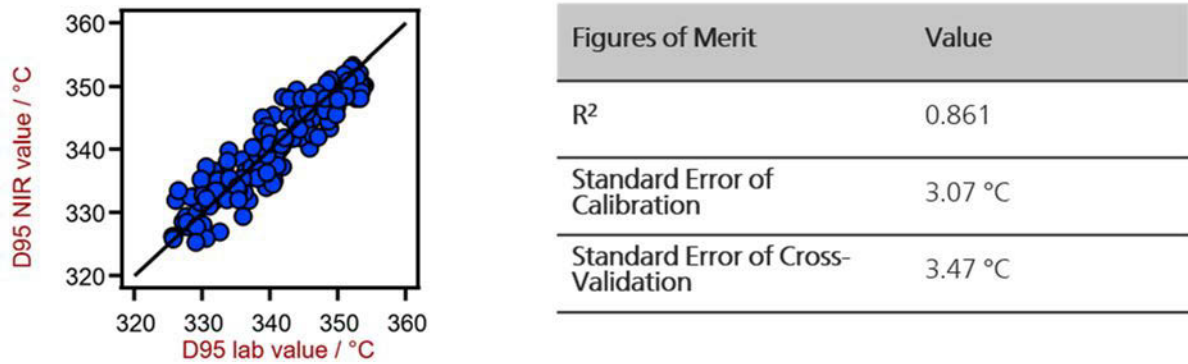 360
350
340
330
320
D95 NIR value / °C
320 330 340 350 360
D95 lab value / °C
Figures of Merit Value
R² 0.861
Standard Error of
Calibration
3.07 °C
Standard Error of Cross-
Validation
3.47 °C